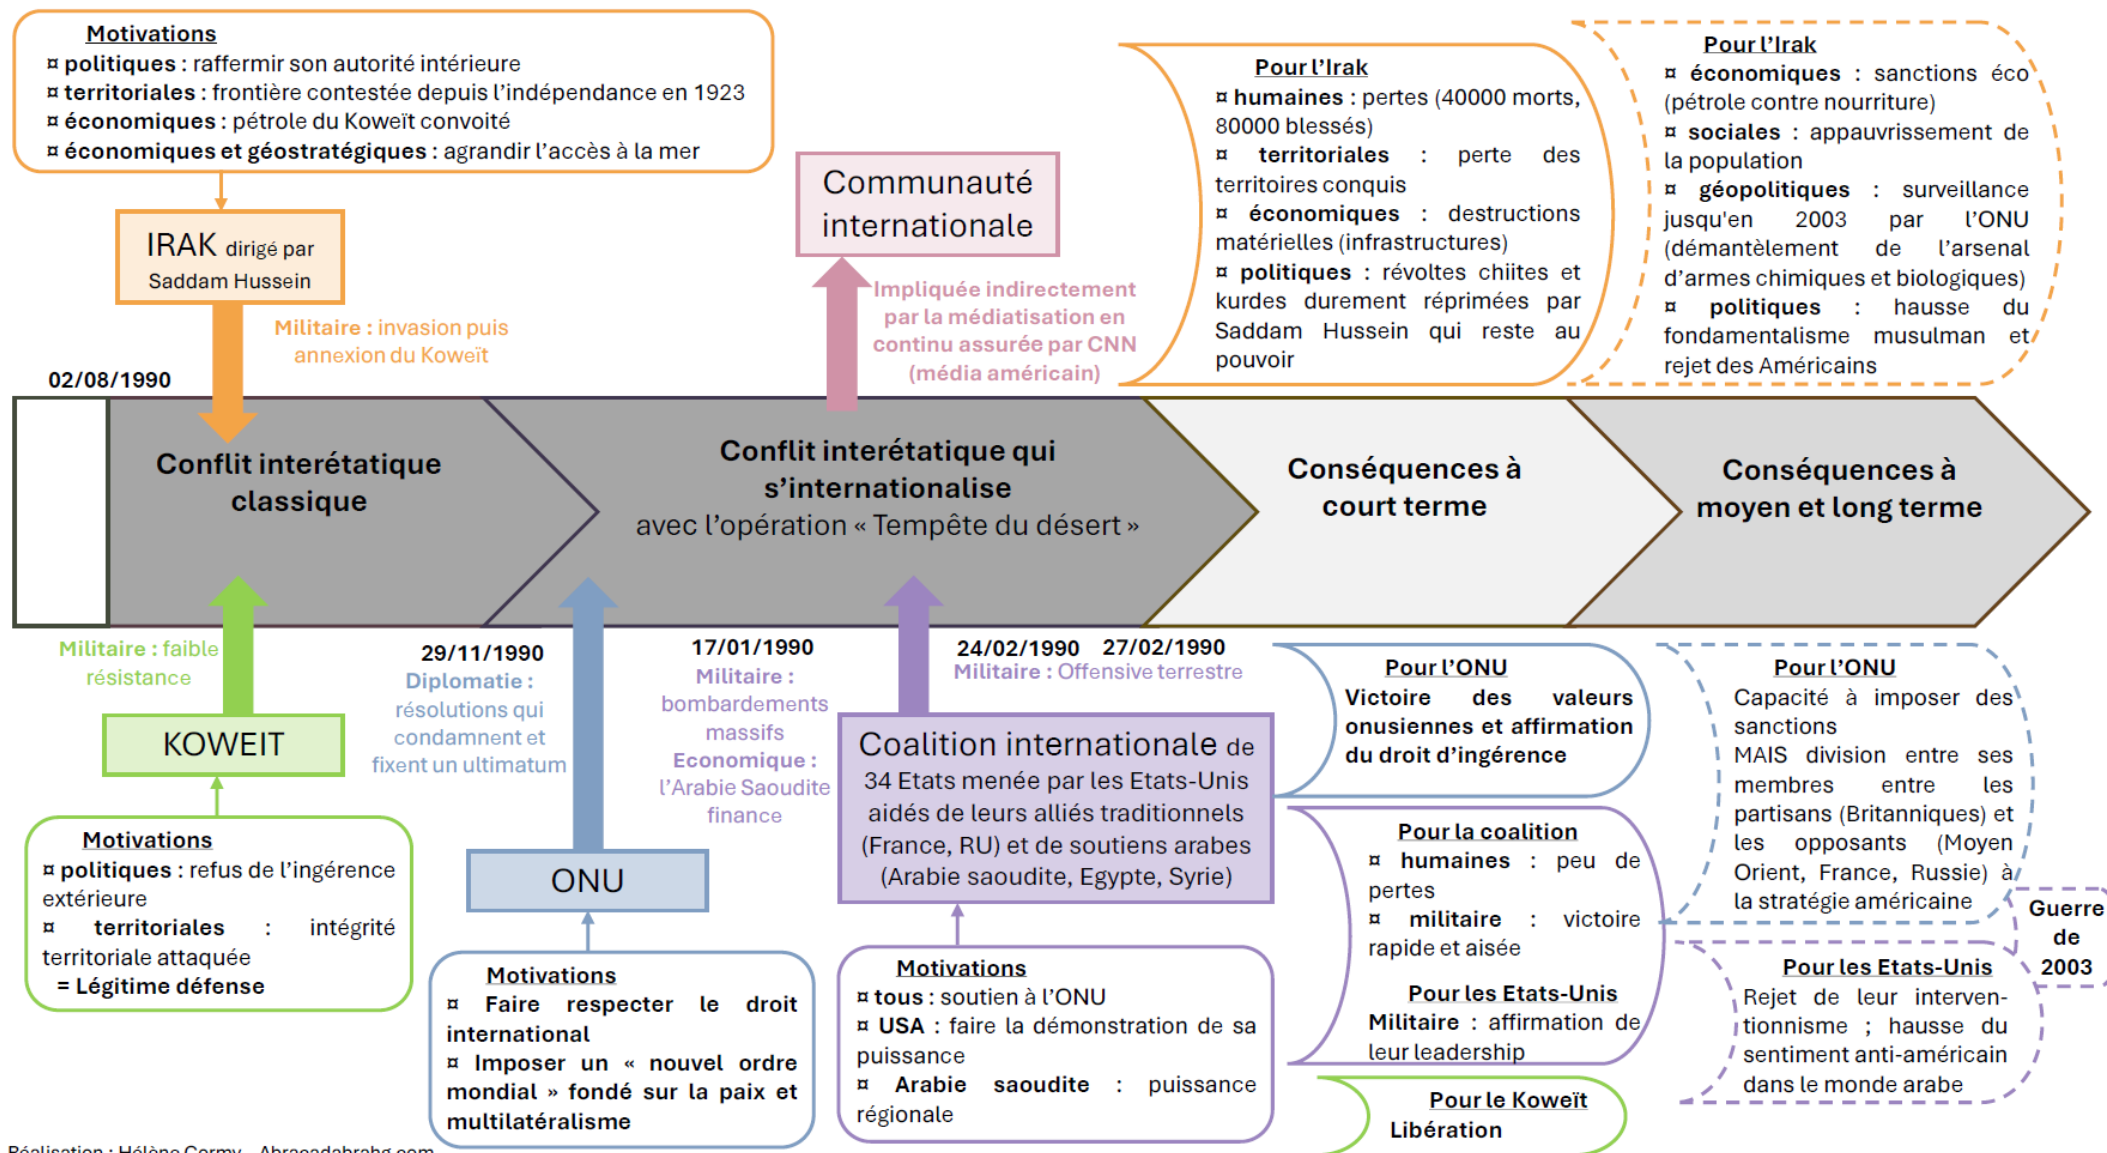 Motivations
¤ politiques : raffermir son autorité intérieure
¤ territoriales : frontière contestée depuis l'indépendance en 1923
¤ économiques : pétrole du Koweït convoité
¤ économiques et géostratégiques : agrandir l'accès à la mer
IRAK dirigé par
Saddam Hussein
Militaire : invasion puis
annexion du Koweït
02/08/1990
Communauté
internationale
Impliquée indirectement
par la médiatisation en
continu assurée par CNN
(média américain)
Pour l'Irak
¤ humaines : pertes (40000 morts,
80000 blessés)
¤ territoriales : perte des
territoires conquis
¤ économiques : destructions
matérielles (infrastructures)
¤ politiques : révoltes chiites et
kurdes durement réprimées par
Saddam Hussein qui reste au
pouvoir
Pour l'Irak
¤ économiques : sanctions éco
(pétrole contre nourriture)
¤ sociales : appauvrissement de
la population
¤ géopolitiques : surveillance
jusqu'en 2003 par l'ONU
(démantèlement de l'arsenal
d'armes chimiques et biologiques)
¤ politiques : hausse du
fondamentalisme musulman et
rejet des Américains
Conflit interétatique
classique
Conflit interétatique qui
s'internationalise
avec l'opération « Tempête du désert »
Conséquences à
court terme
Conséquences à
moyen et long terme
Militaire : faible
résistance
KOWEIT
Motivations
¤ politiques : refus de l'ingérence
extérieure
¤ territoriales : intégrité
territoriale attaquée
= Légitime défense
29/11/1990
Diplomatie :
résolutions qui
condamnent et
fixent un ultimatum
ONU
Motivations
¤ Faire respecter le droit
international
¤ Imposer un « nouvel ordre
mondial » fondé sur la paix et
multilatéralisme
17/01/1990
Militaire :
bombardements
massifs
Economique :
l'Arabie Saoudite
finance
24/02/1990 27/02/1990
Militaire : Offensive terrestre
Coalition internationale de
34 Etats menée par les Etats-Unis
aidés de leurs alliés traditionnels
(France, RU) et de soutiens arabes
(Arabie saoudite, Egypte, Syrie)
Motivations
¤ tous : soutien à l'ONU
¤ USA : faire la démonstration de sa
puissance
¤ Arabie saoudite : puissance
régionale
Pour l'ONU
Victoire des valeurs
onusiennes et affirmation
du droit d'ingérence
Pour la coalition
¤ humaines : peu de
pertes
¤ militaire : victoire
rapide et aisée
Pour les Etats-Unis
Militaire : affirmation de
leur leadership
Pour le Koweït
Libération
Pour l'ONU
Capacité à imposer des
sanctions
MAIS division entre ses
membres entre les
partisans (Britanniques) et
les opposants (Moyen
Orient, France, Russie) à
la stratégie américaine
Guerre
de
2003
Pour les Etats-Unis
Rejet de leur interven-
tionnisme ; hausse du
sentiment anti-américain
dans le monde arabe
Réalisation : Hélène Cormy - Abracadabrahg.com